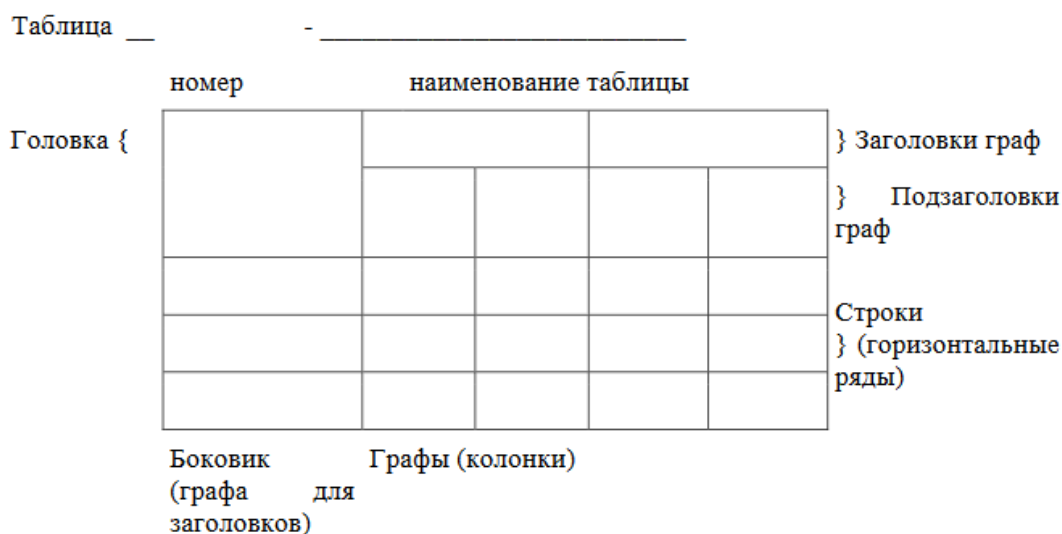 Таблица __ - __________________________
номер наименование таблицы
Головка { } Заголовки граф
} Подзаголовки
граф
Строки
} (горизонтальные
ряды)
Боковик Графы (колонки)
(графа для
заголовков)